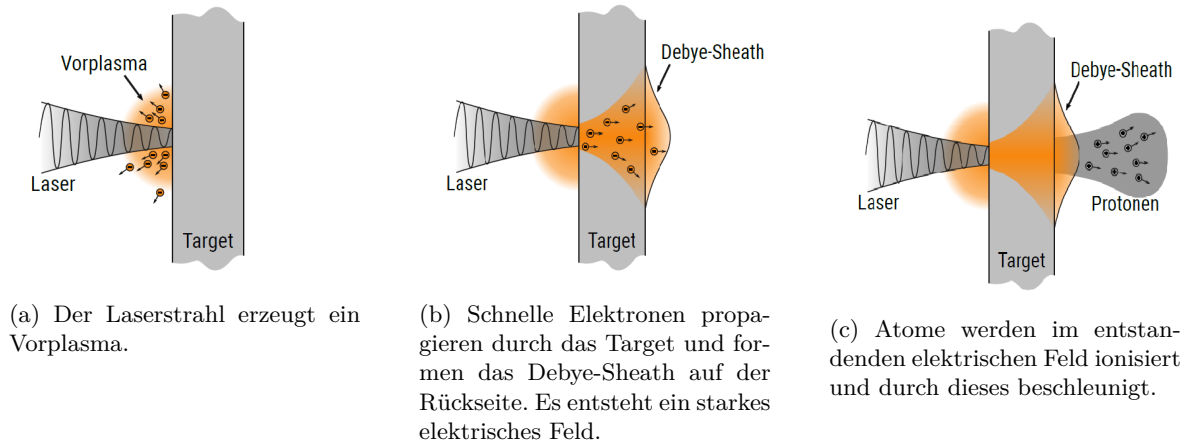 Vorplasma
Laser
Target
(a) Der Laserstrahl erzeugt ein
Vorplasma.
Debye-Sheath
Laser
Target
(b) Schnelle Elektronen propa-
gieren durch das Target und for-
men das Debye-Sheath auf der
Rückseite. Es entsteht ein starkes
elektrisches Feld.
Debye-Sheath
Laser
Protonen
Target
(c) Atome werden im entstan-
denden elektrischen Feld ionisiert
und durch dieses beschleunigt.